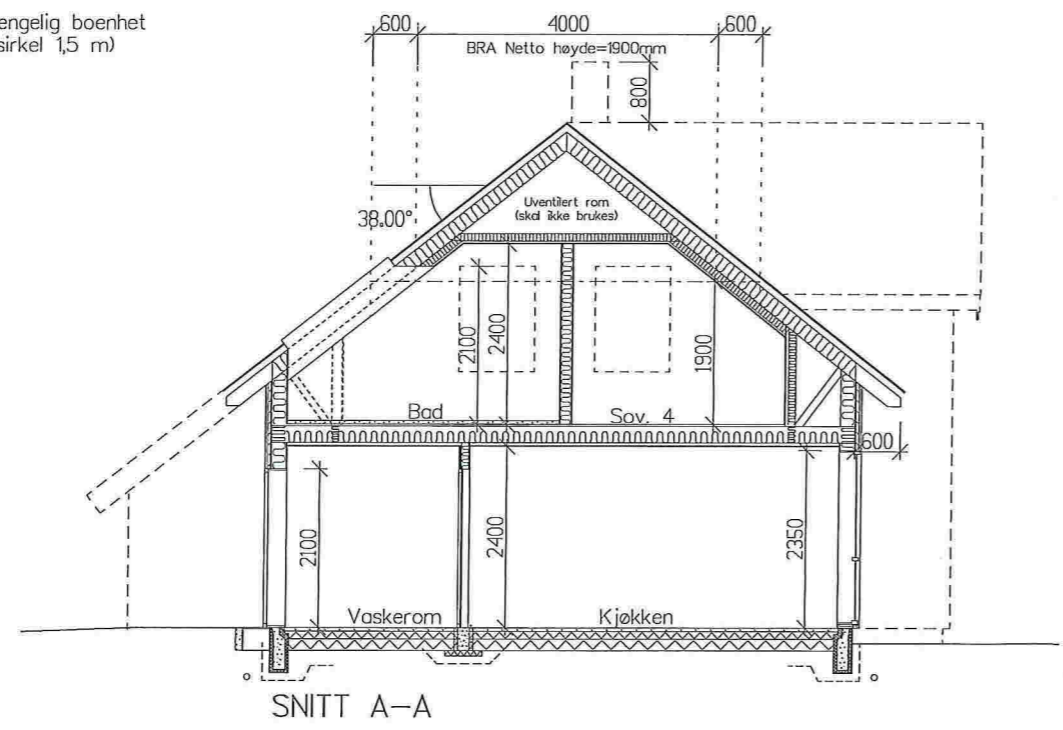 engelig boenhet
sirkel 1,5 m)
600 4000 600
BRA Netto høyde=1900mm
800
Uventilert rom
(skal ikke brukes)
38.00°
2100
2400
1900
Bad
Sov. 4
600
2100
2400
2350
Vaskerom
Kjøkken
SNITT A-A